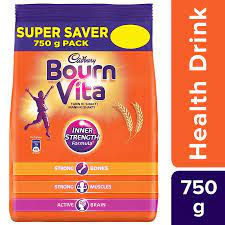 SUPER SAVER
750 g PACK
Cadbury
Bourn
Vita
INNER
STRENGTH
Formula
STRONG BONES
STRONG MUSCLES
ACTIVE BRAIN
Health Drink
750
g